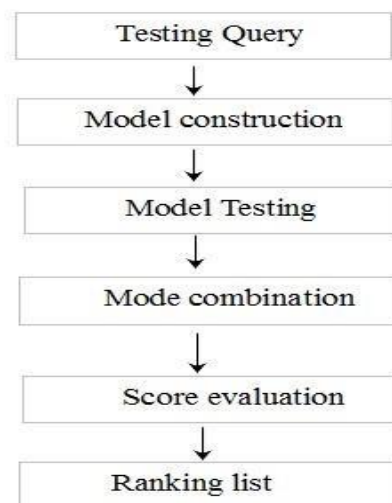 Testing Query
Model construction
Model Testing
Mode combination
Score evaluation
Ranking list